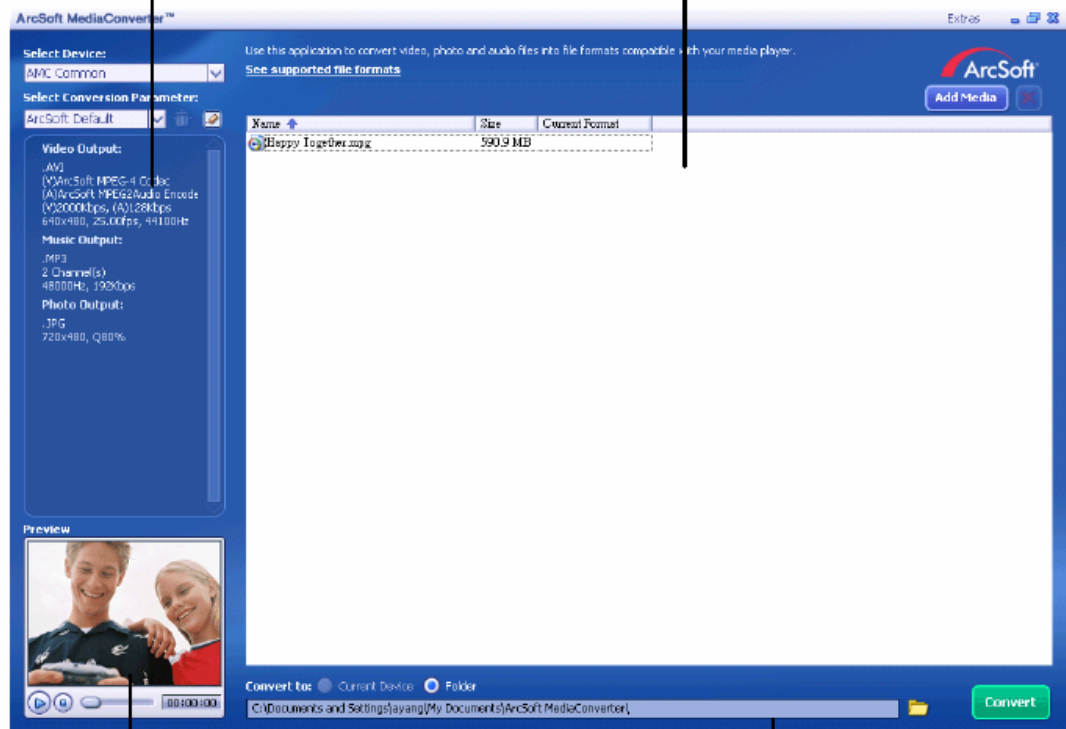 ArcSoft MediaConverter™
Extras
Select Device:
AMC Common
Select Conversion Parameter:
ArcSoft Default
Use this application to convert video, photo and audio files into file formats compatible with your media player.
See supported file formats
ArcSoft
Add Media
Name Size Current Format
Happy Together.mpg 590.9 MB
Video Output:
.AVI
(V)ArcSoft MPEG-4 Codec
(A)ArcSoft MPEG2Audio Encode
(V)2000Kbps, (A)128Kbps
640x480, 25.00fps, 44100Hz
Music Output:
.MP3
2 Channel(s)
48000Hz, 192Kbps
Photo Output:
.JPG
720x480, Q80%
Preview
00:00:00
Convert to: Current Device Folder
C:\Documents and Settings\ayang\My Documents\ArcSoft MediaConverter\
Convert